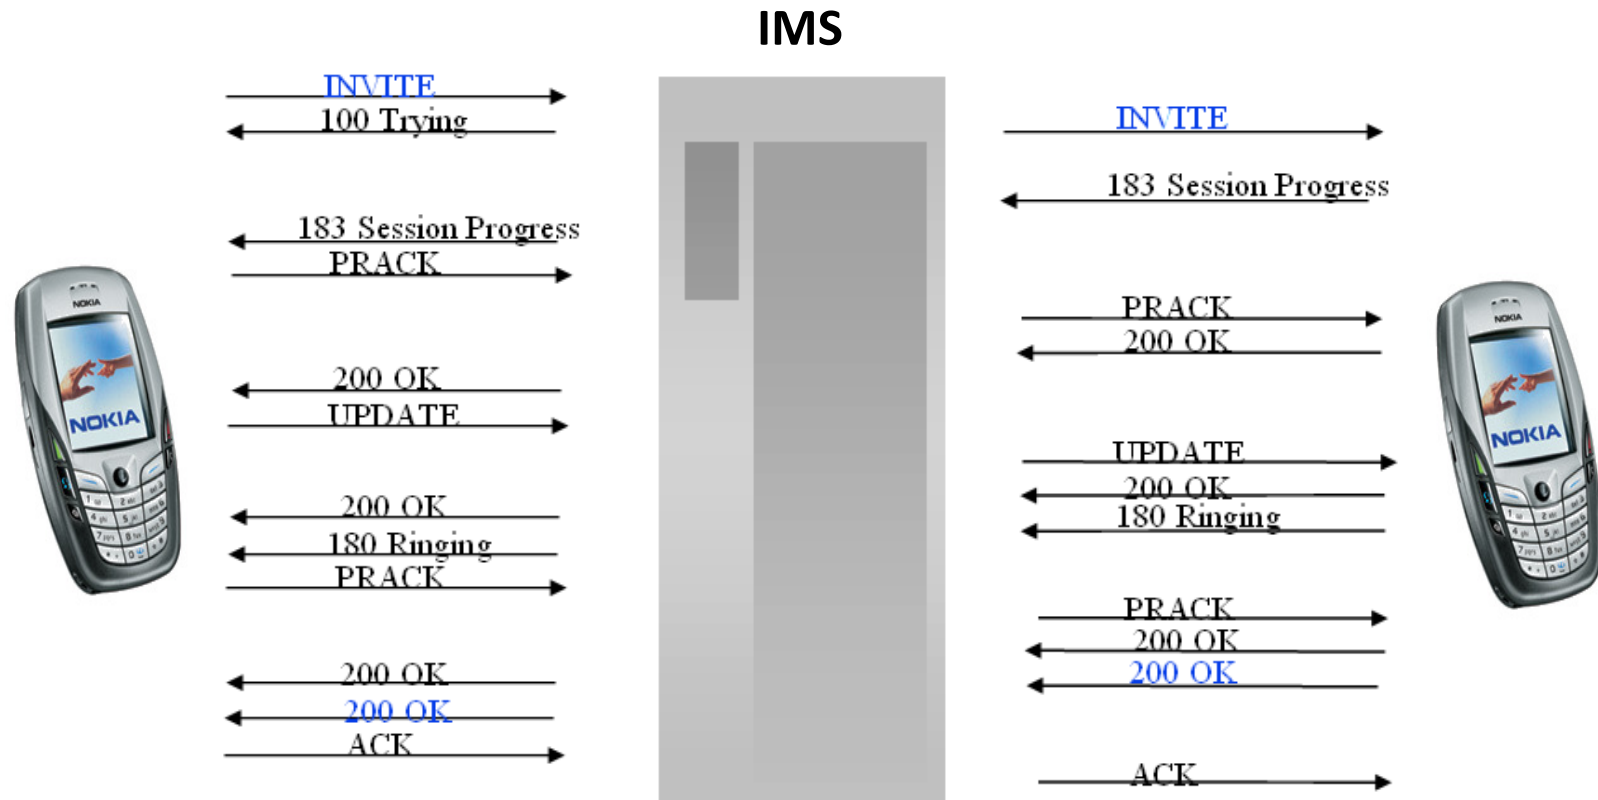 IMS
INVITE
100 Trying
183 Session Progress
PRACK
200 OK
UPDATE
200 OK
180 Ringing
PRACK
200 OK
200 OK
ACK
INVITE
183 Session Progress
PRACK
200 OK
UPDATE
200 OK
180 Ringing
PRACK
200 OK
200 OK
ACK
NOKIA
NOKIA
NOKIA
NOKIA